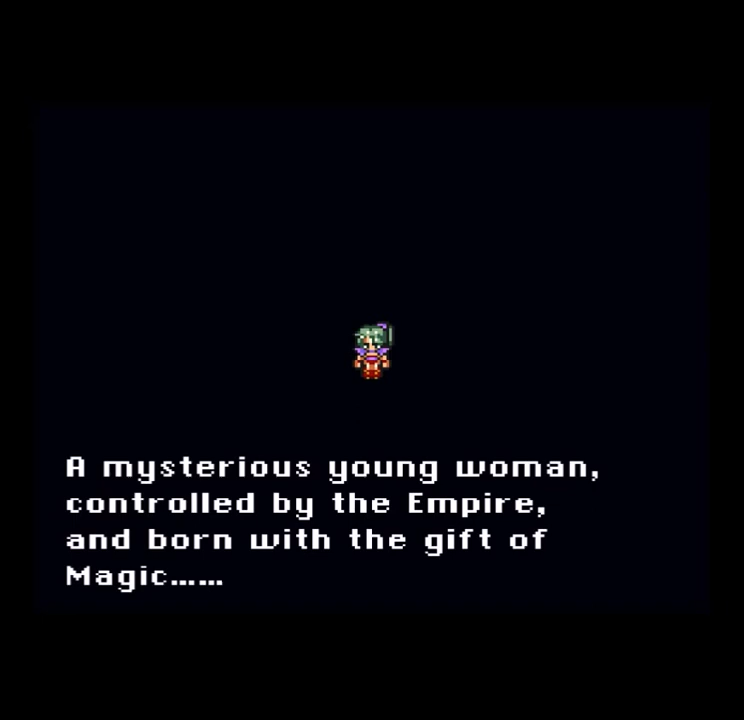 A mysterious young woman,
controlled by the Empire,
and born with the gift of
Magic……